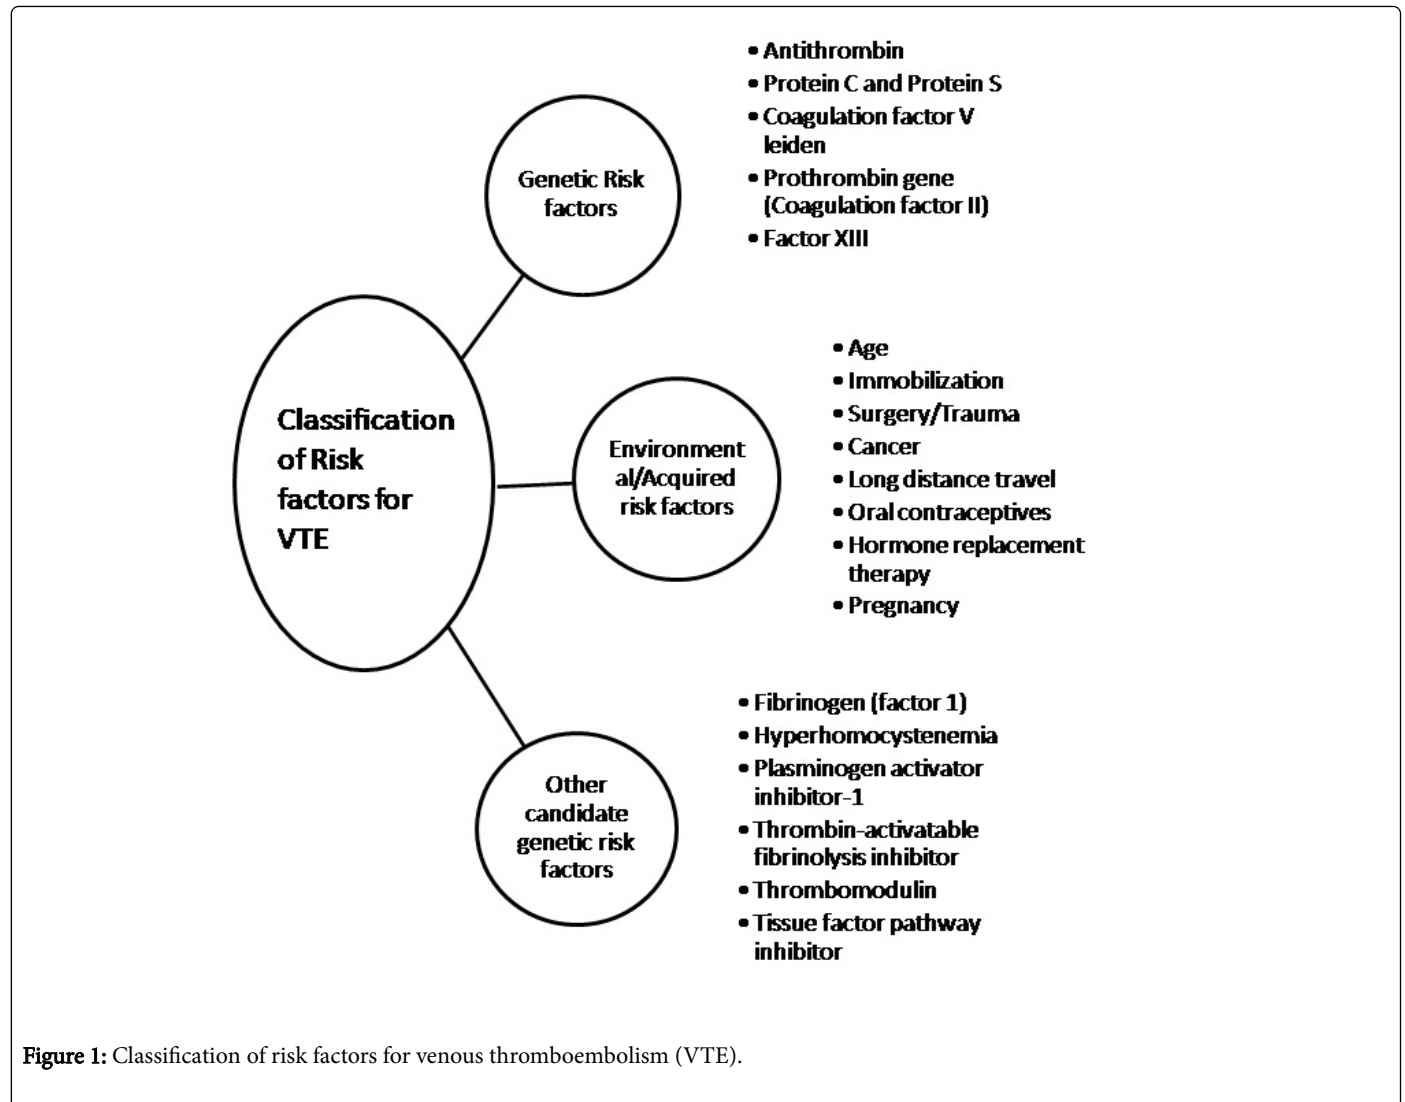 Classification
of Risk
factors for
VTE
Genetic Risk
factors
• Antithrombin
• Protein C and Protein S
• Coagulation factor V
leiden
• Prothrombin gene
(Coagulation factor II)
• Factor XIII
Environment
al/Acquired
risk factors
• Age
• Immobilization
• Surgery/Trauma
• Cancer
• Long distance travel
• Oral contraceptives
• Hormone replacement
therapy
• Pregnancy
Other
candidate
genetic risk
factors
• Fibrinogen (factor 1)
• Hyperhomocystenemia
• Plasminogen activator
inhibitor-1
• Thrombin-activatable
fibrinolysis inhibitor
• Thrombomodulin
• Tissue factor pathway
inhibitor
Figure 1: Classification of risk factors for venous thromboembolism (VTE).